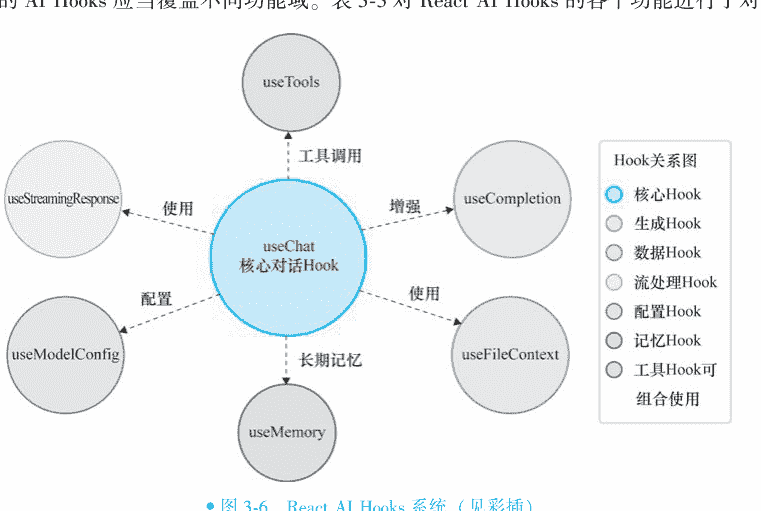 的 AI Hooks 应当覆盖不同功能域。表 3-5 对 React AI Hooks 的各个功能进行了对
useTools
工具调用
useStreamingResponse
使用
增强
useCompletion
useChat
核心对话Hook
配置
使用
useModelConfig
useFileContext
长期记忆
useMemory
Hook关系图
核心Hook
生成Hook
数据Hook
流处理Hook
配置Hook
记忆Hook
工具Hook可
组合使用
•图 3-6 React AI Hooks 系统（见彩插）